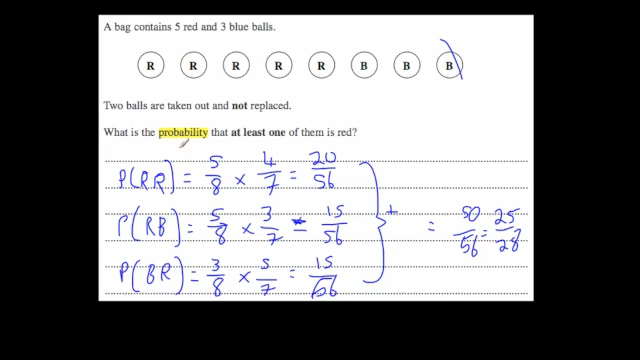 A bag contains 5 red and 3 blue balls.
R R R R R B B B
Two balls are taken out and not replaced.
What is the probability that at least one of them is red?
P(RR) = 5/8 × 4/7 = 20/56
P(RB) = 5/8 × 3/7 = 15/56
P(BR) = 3/8 × 5/7 = 15/56
+ = 50/56 = 25/28